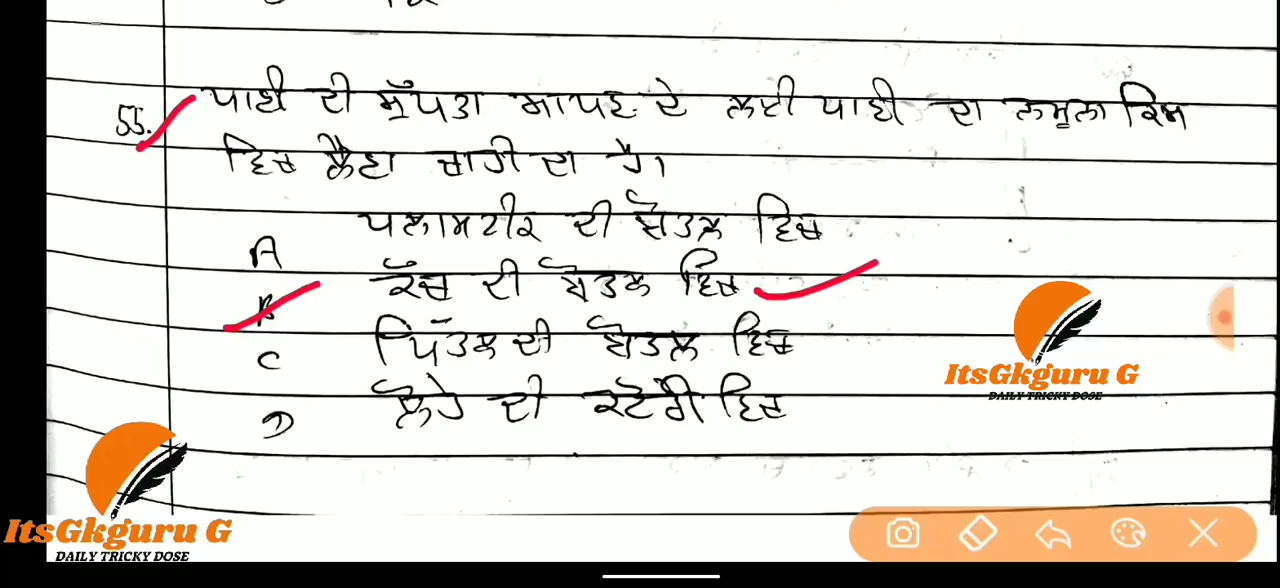 55. ਪਾਣੀ ਦੀ ਸ਼ੁੱਧਤਾ ਮਾਪਣ ਦੇ ਲਈ ਪਾਣੀ ਦਾ ਨਮੂਨਾ ਕਿਸ
ਵਿਚ ਲੈਣਾ ਚਾਹੀ ਦਾ ਹੈ।
A ਪਲਾਸਟੀਕ ਦੀ ਬੋਤਲ ਵਿਚ
B ਕੱਚ ਦੀ ਬੋਤਲ ਵਿਚ
C ਪਿੱਤਲ ਦੀ ਬੋਤਲ ਵਿਚ
D ਲੋਹੇ ਦੀ ਕਟੋਰੀ ਵਿਚ
ItsGkguru G
DAILY TRICKY DOSE
ItsGkguru G
DAILY TRICKY DOSE